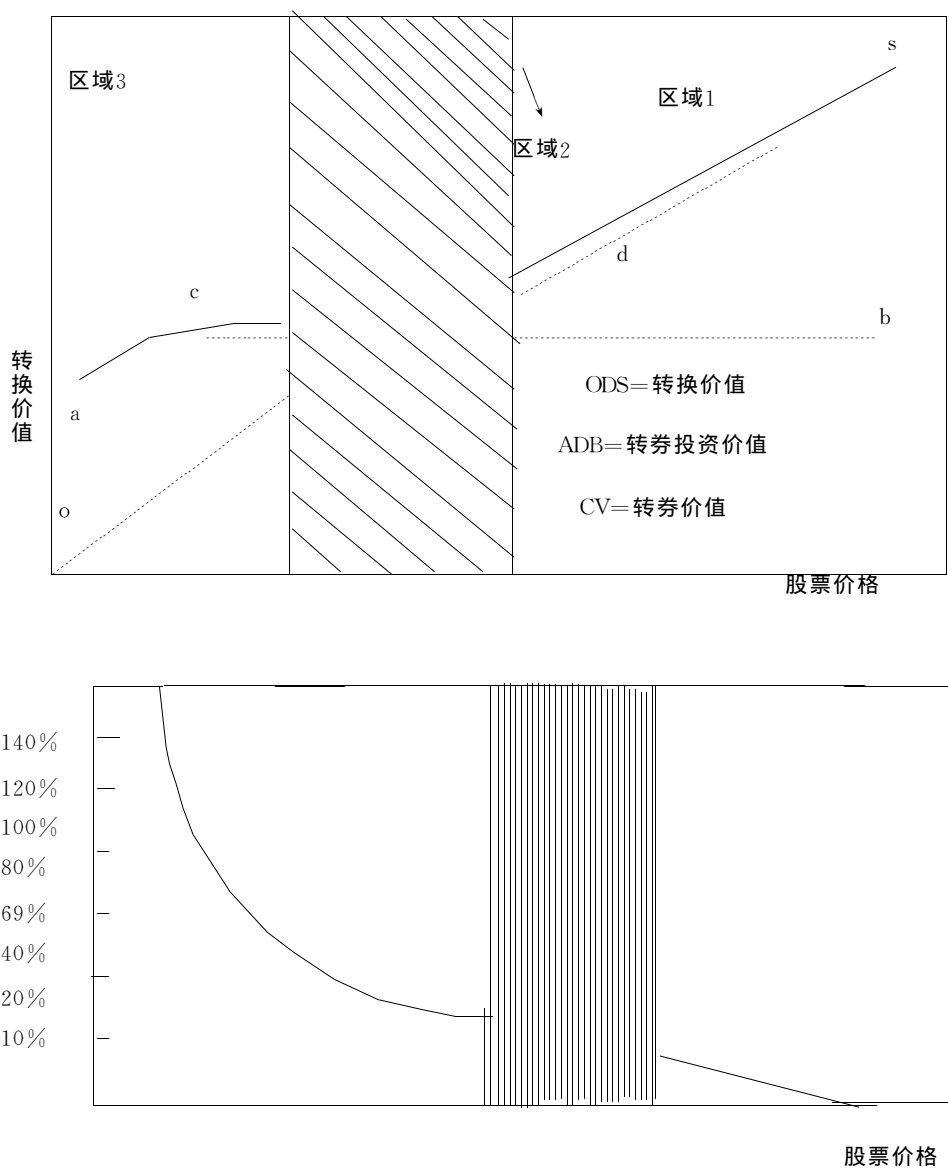 s
区域3
区域1
区域2
d
c
b
转换价值
ODS=转换价值
a
ADB=转券投资价值
o
CV=转券价值
股票价格
140%
120%
100%
80%
69%
40%
20%
10%
股票价格